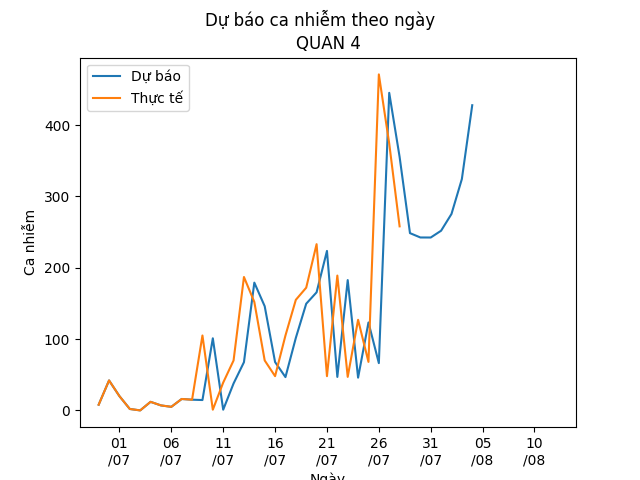 Dự báo ca nhiễm theo ngày
QUAN 4
Dự báo
Thực tế
400
300
200
100
0
Ca nhiễm
01 06 11 16 21 26 31 05 10
/07 /07 /07 /07 /07 /07 /07 /08 /08
Ngày